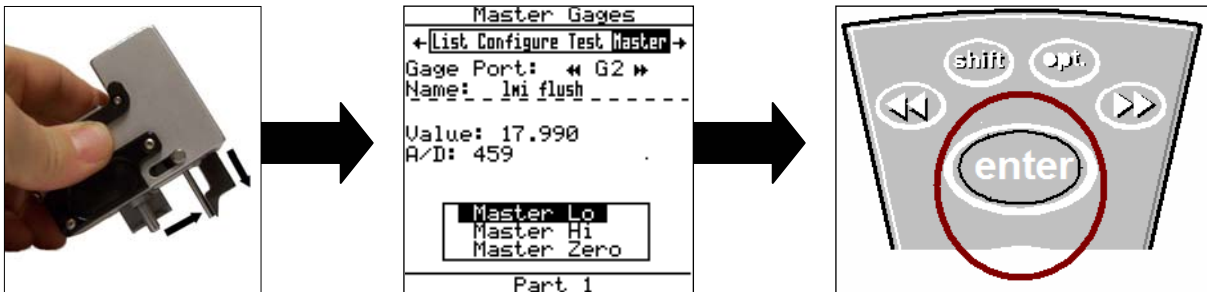 Master Gages
List Configure Test Master
Gage Port: G2
Name: lmi flush
Value: 17.990
A/D: 459
Master Lo
Master Hi
Master Zero
Part 1
shift opt.
enter